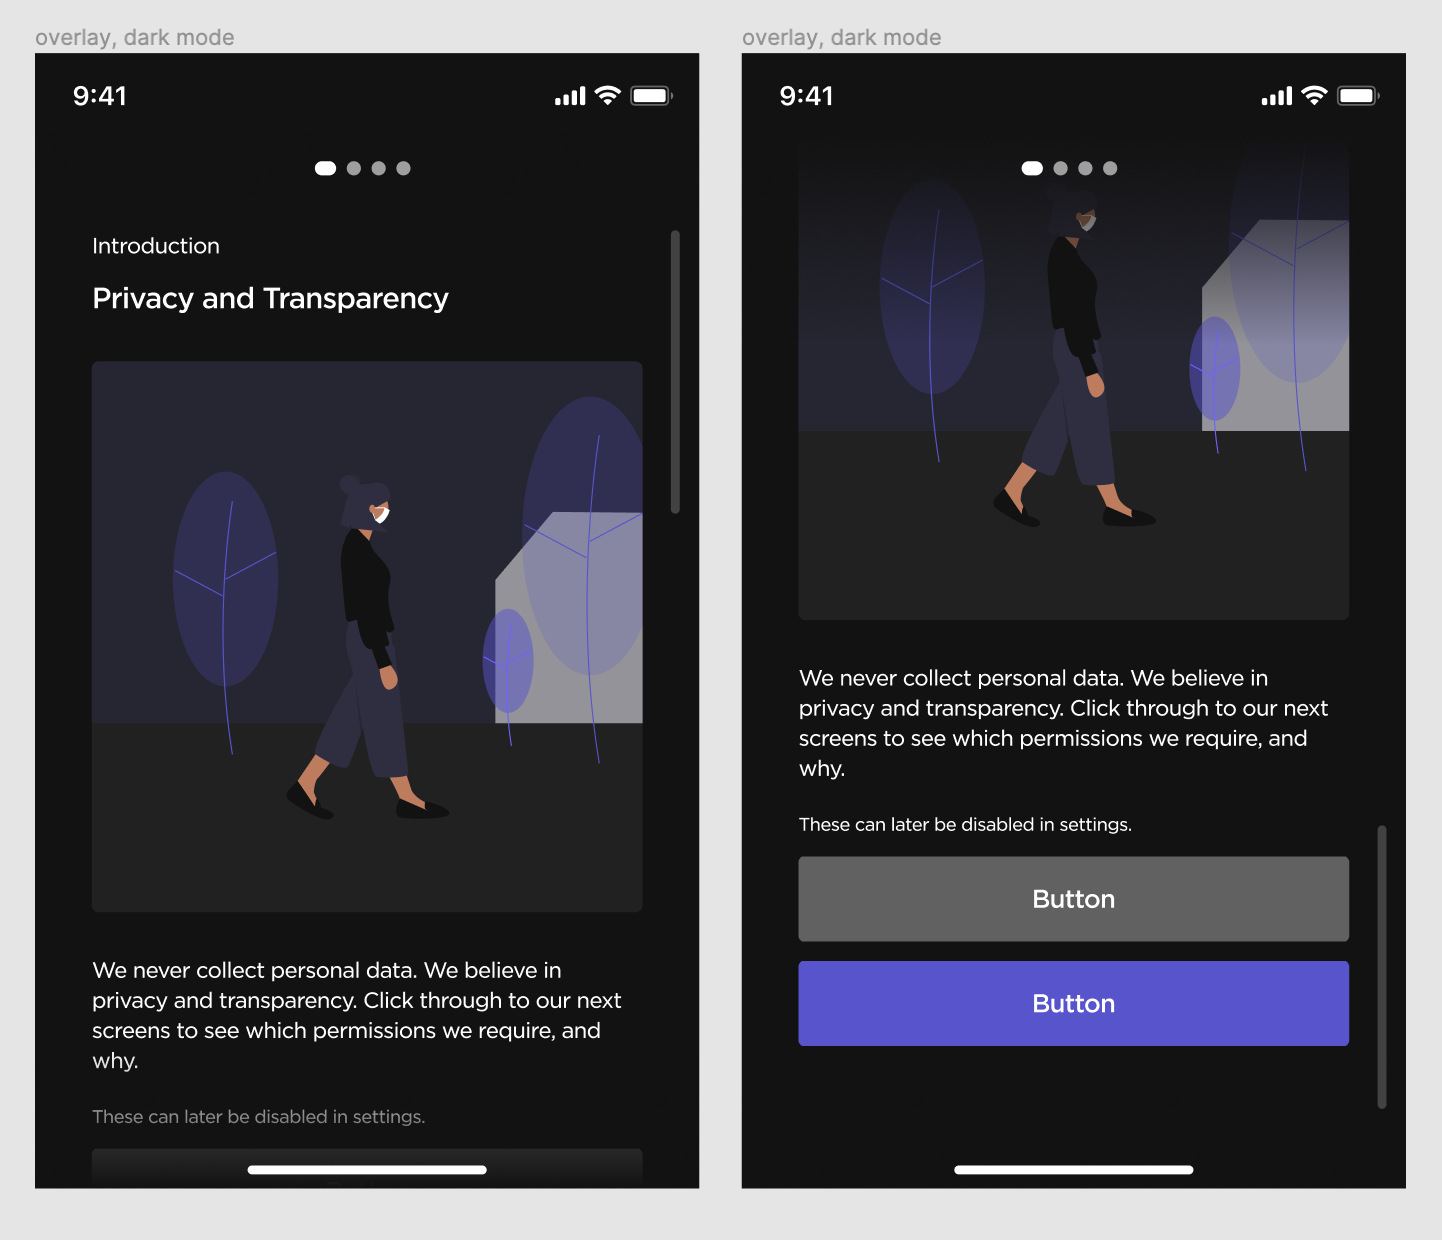 overlay, dark mode
9:41
Introduction
Privacy and Transparency
We never collect personal data. We believe in
privacy and transparency. Click through to our next
screens to see which permissions we require, and
why.
These can later be disabled in settings.
overlay, dark mode
9:41
We never collect personal data. We believe in
privacy and transparency. Click through to our next
screens to see which permissions we require, and
why.
These can later be disabled in settings.
Button
Button